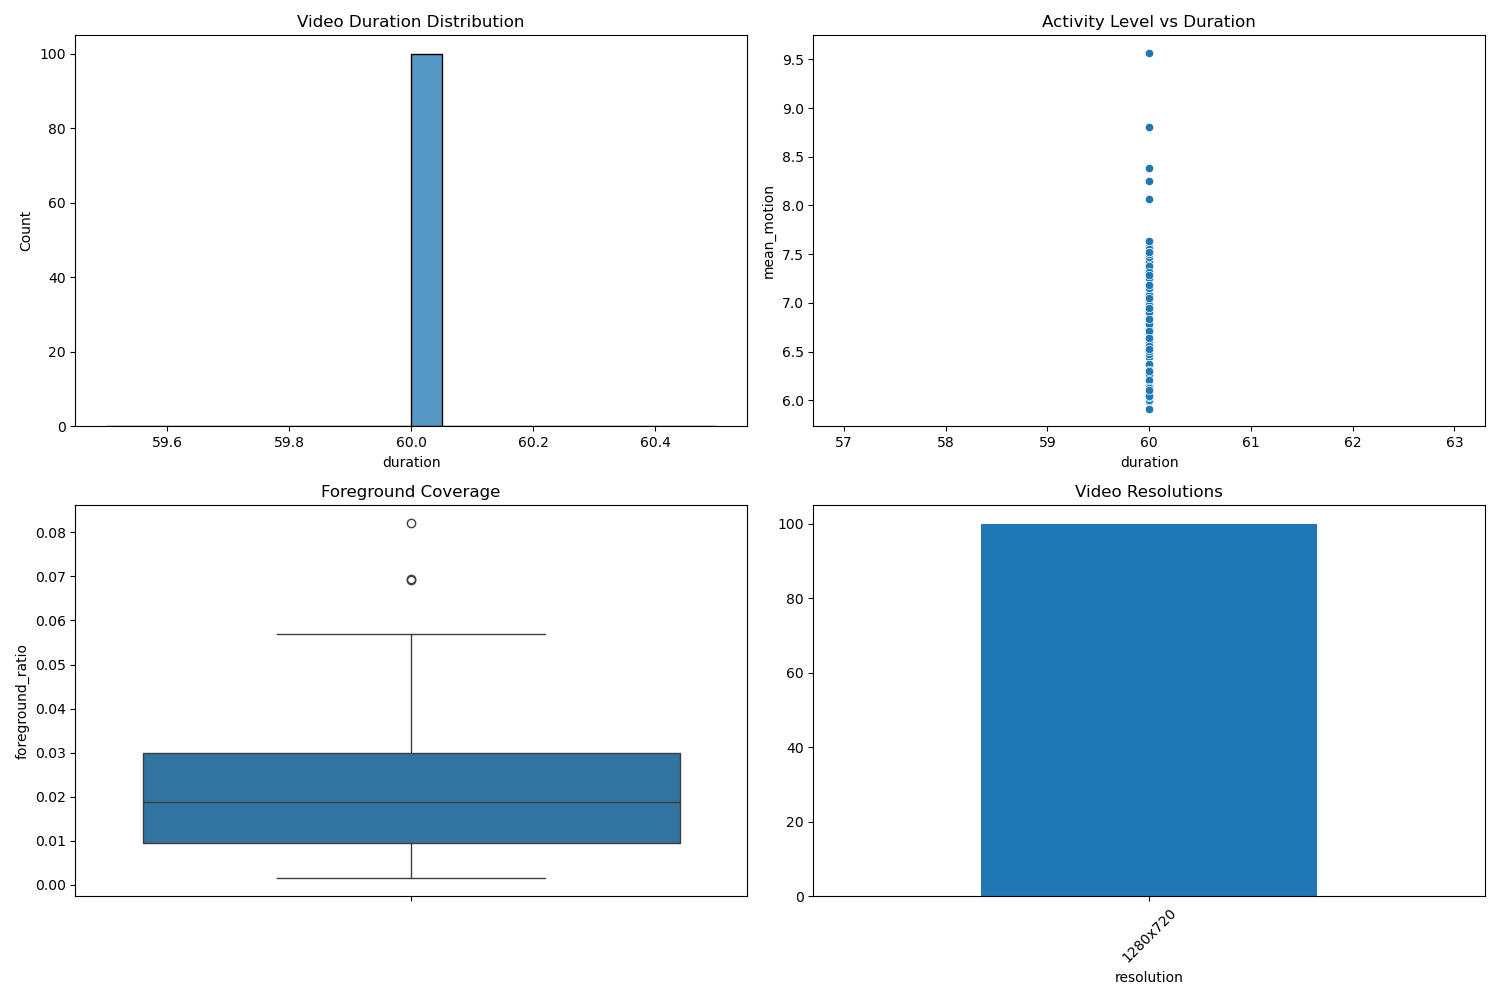 Video Duration Distribution
Count
100
80
60
40
20
0
59.6 59.8 60.0 60.2 60.4
duration
Activity Level vs Duration
mean_motion
9.5
9.0
8.5
8.0
7.5
7.0
6.5
6.0
57 58 59 60 61 62 63
duration
Foreground Coverage
foreground_ratio
0.08
0.07
0.06
0.05
0.04
0.03
0.02
0.01
0.00
Video Resolutions
100
80
60
40
20
0
1280x720
resolution